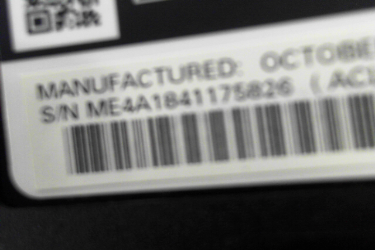 MANUFACTURED: OCTOBE
S/N ME4A1841175826 (AC